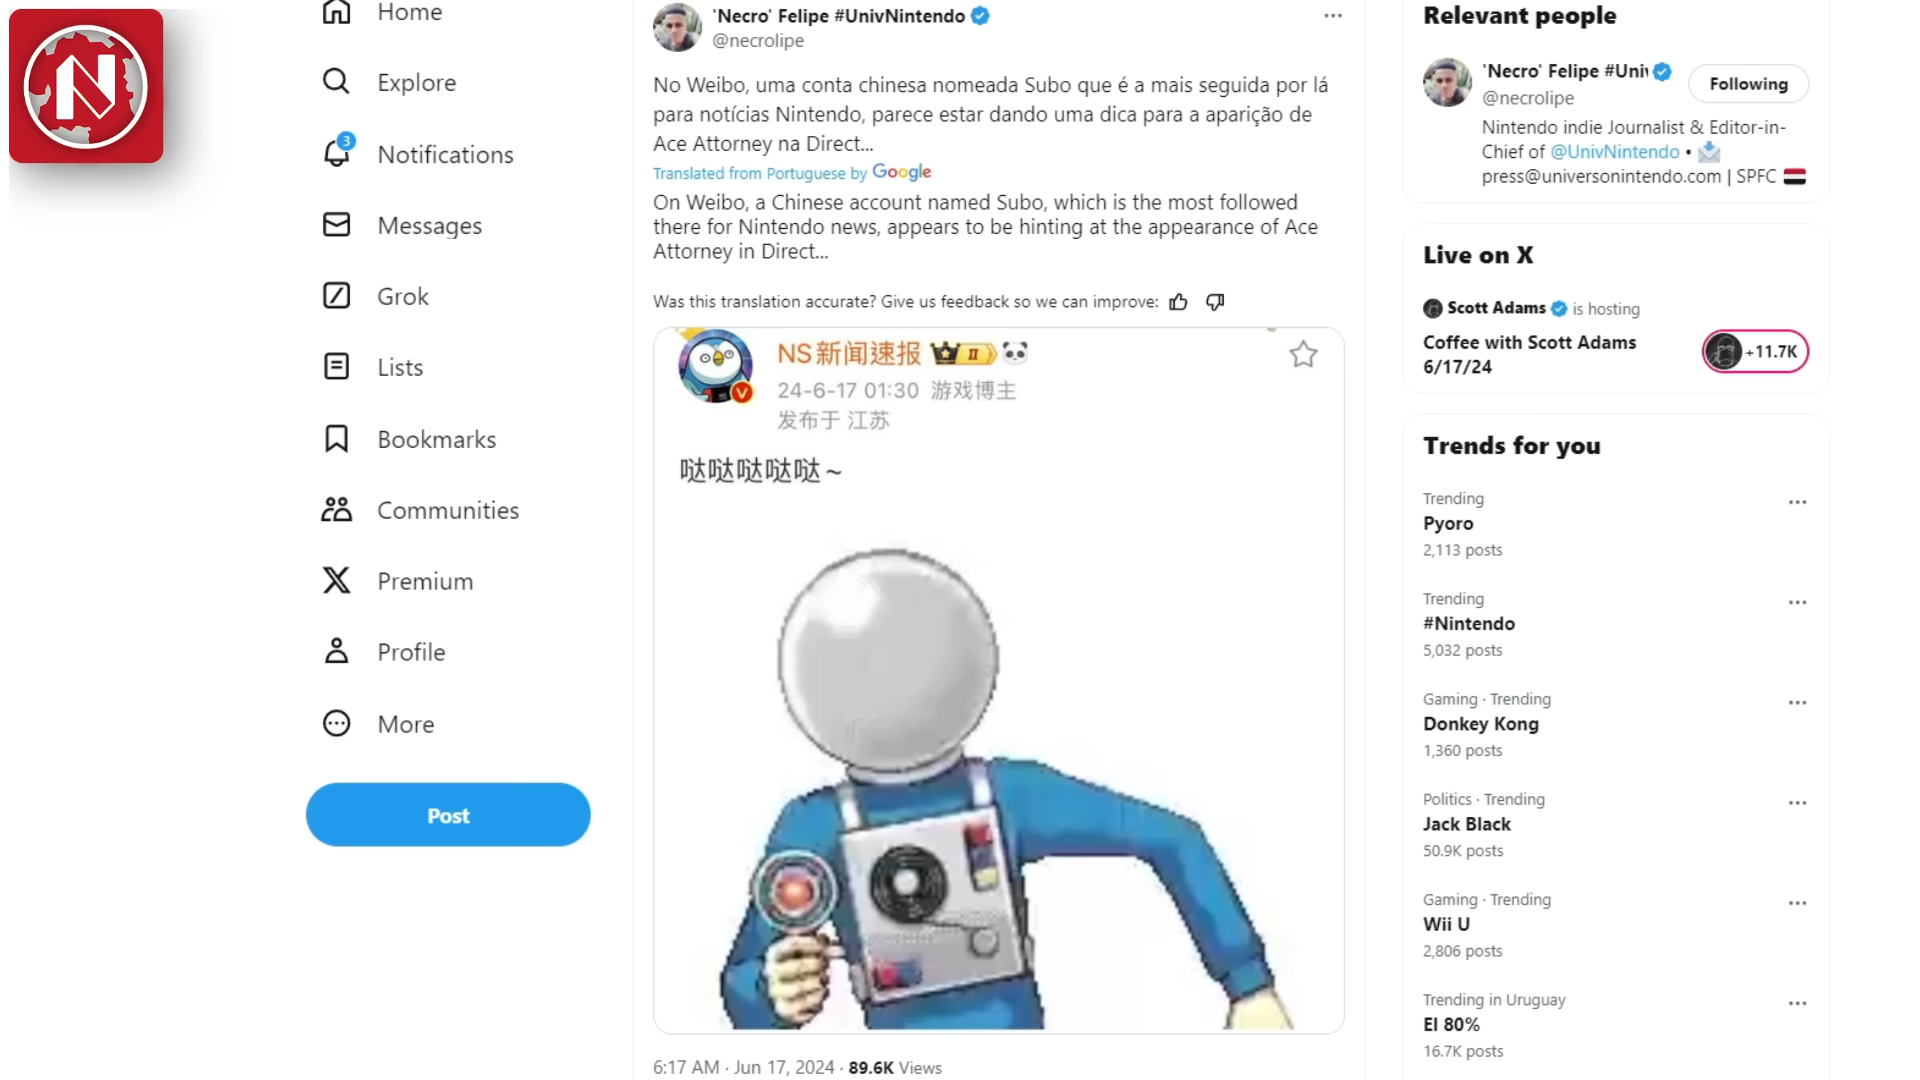 N
Home
Explore
3
Notifications
Messages
Grok
Lists
Bookmarks
Communities
Premium
Profile
More
Post
'Necro' Felipe #UnivNintendo
@necrolipe
No Weibo, uma conta chinesa nomeada Subo que é a mais seguida por lá
para notícias Nintendo, parece estar dando uma dica para a aparição de
Ace Attorney na Direct...
Translated from Portuguese by Google
On Weibo, a Chinese account named Subo, which is the most followed
there for Nintendo news, appears to be hinting at the appearance of Ace
Attorney in Direct...
Was this translation accurate? Give us feedback so we can improve:
NS新闻速报 II
24-6-17 01:30 游戏博主
发布于 江苏
哒哒哒哒哒～
6:17 AM · Jun 17, 2024 · 89.6K Views
Relevant people
'Necro' Felipe #Uni
@necrolipe
Following
Nintendo indie Journalist & Editor-in-
Chief of @UnivNintendo •
press@universonintendo.com | SPFC
Live on X
Scott Adams is hosting
Coffee with Scott Adams
6/17/24
+11.7K
Trends for you
Trending
Pyoro
2,113 posts
Trending
#Nintendo
5,032 posts
Gaming · Trending
Donkey Kong
1,360 posts
Politics · Trending
Jack Black
50.9K posts
Gaming · Trending
Wii U
2,806 posts
Trending in Uruguay
El 80%
16.7K posts